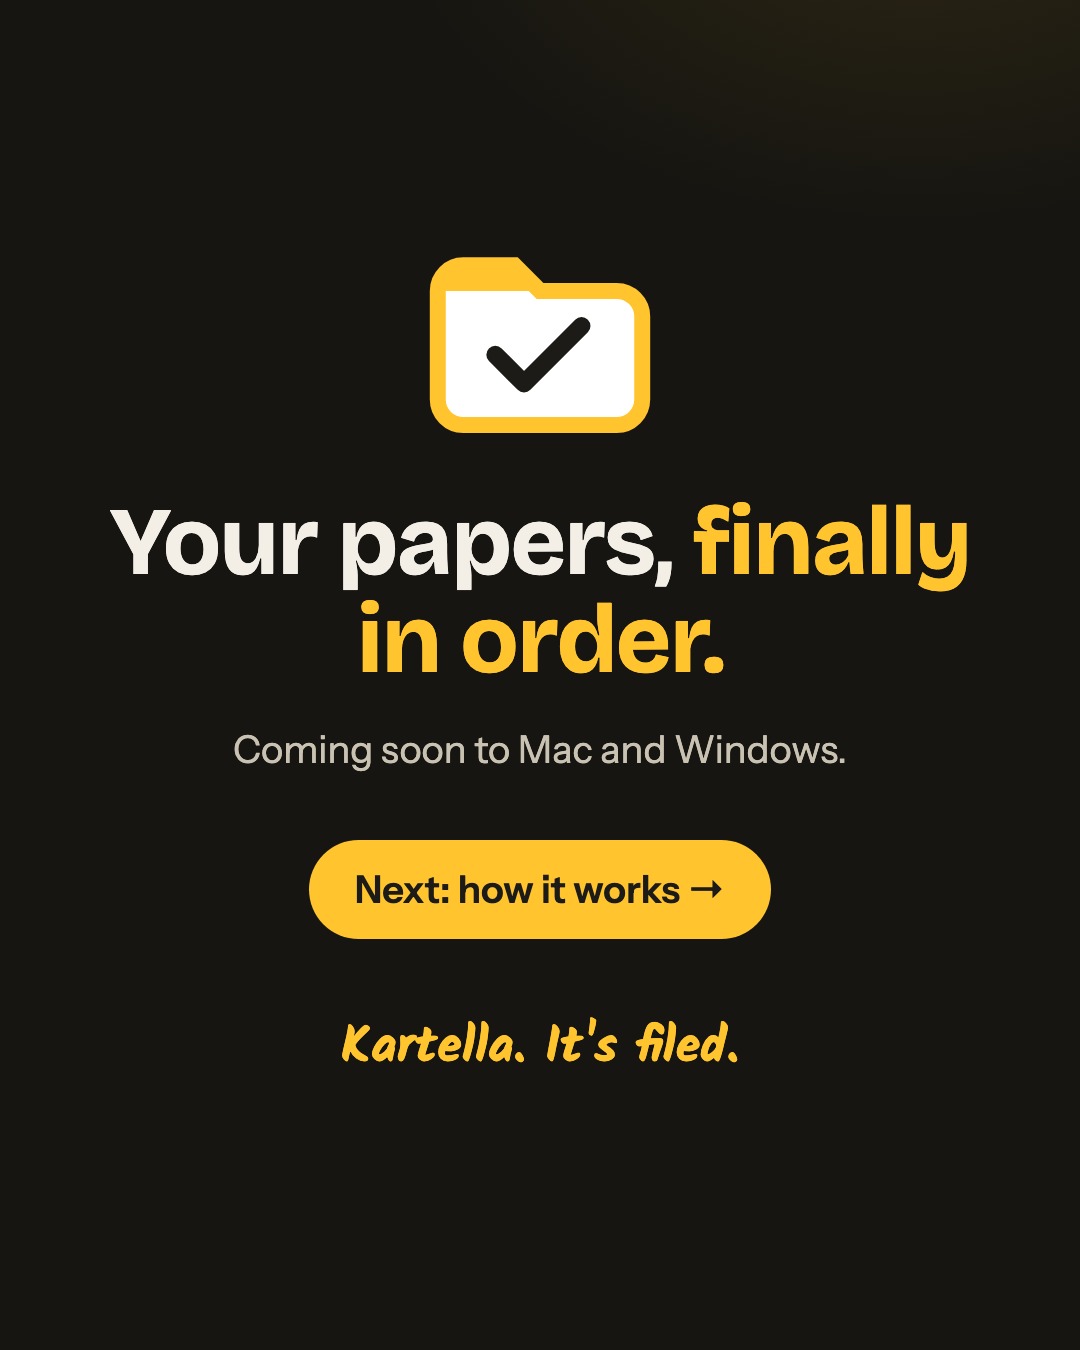 Your papers, finally
in order.
Coming soon to Mac and Windows.
Next: how it works →
Kartella. It's filed.